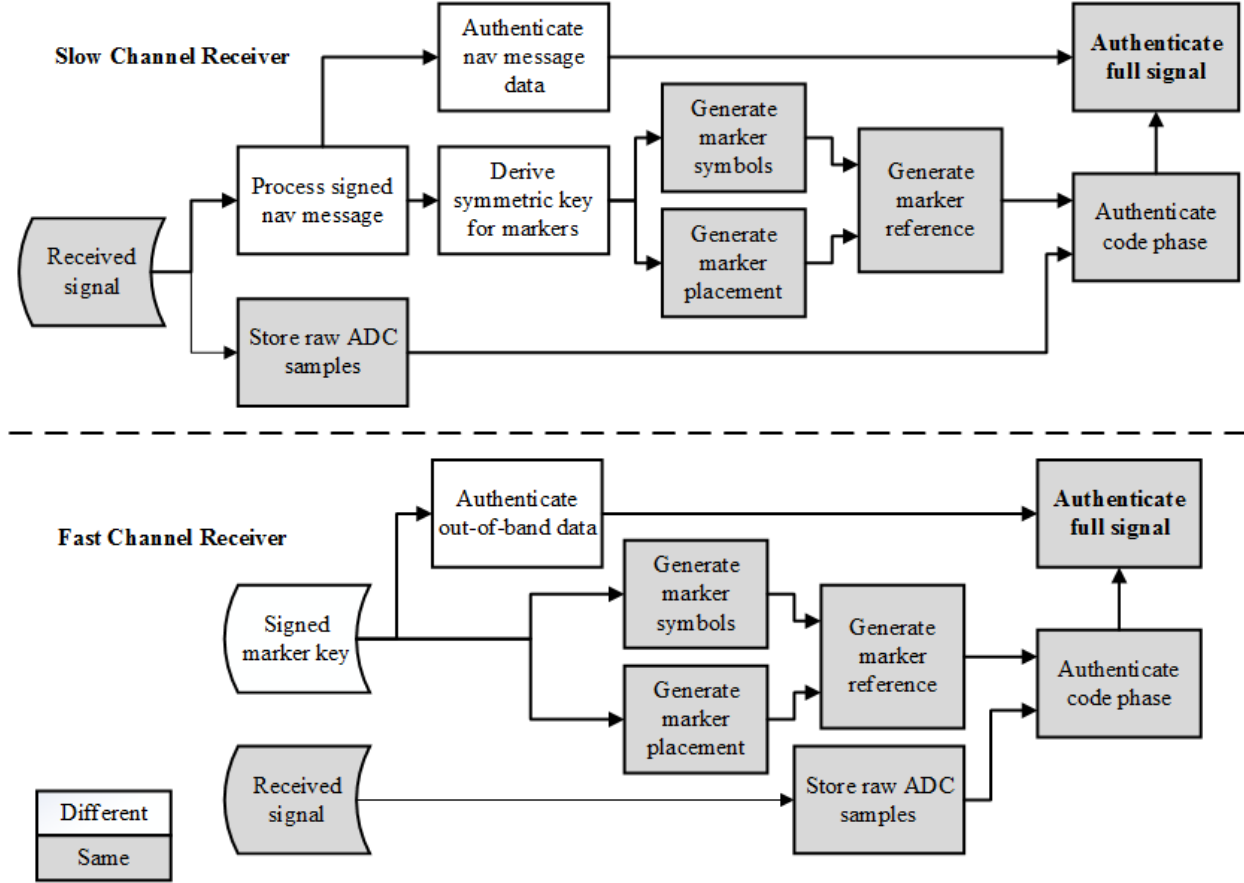 Slow Channel Receiver
Authenticate
nav message
data
Authenticate
full signal
Generate
marker
symbols
Generate
marker
reference
Process signed
nav message
Derive
symmetric key
for markers
Authenticate
code phase
Received
signal
Generate
marker
placement
Store raw ADC
samples
Fast Channel Receiver
Authenticate
out-of-band data
Authenticate
full signal
Signed
marker key
Generate
marker
symbols
Generate
marker
reference
Authenticate
code phase
Generate
marker
placement
Received
signal
Store raw ADC
samples
Different
Same